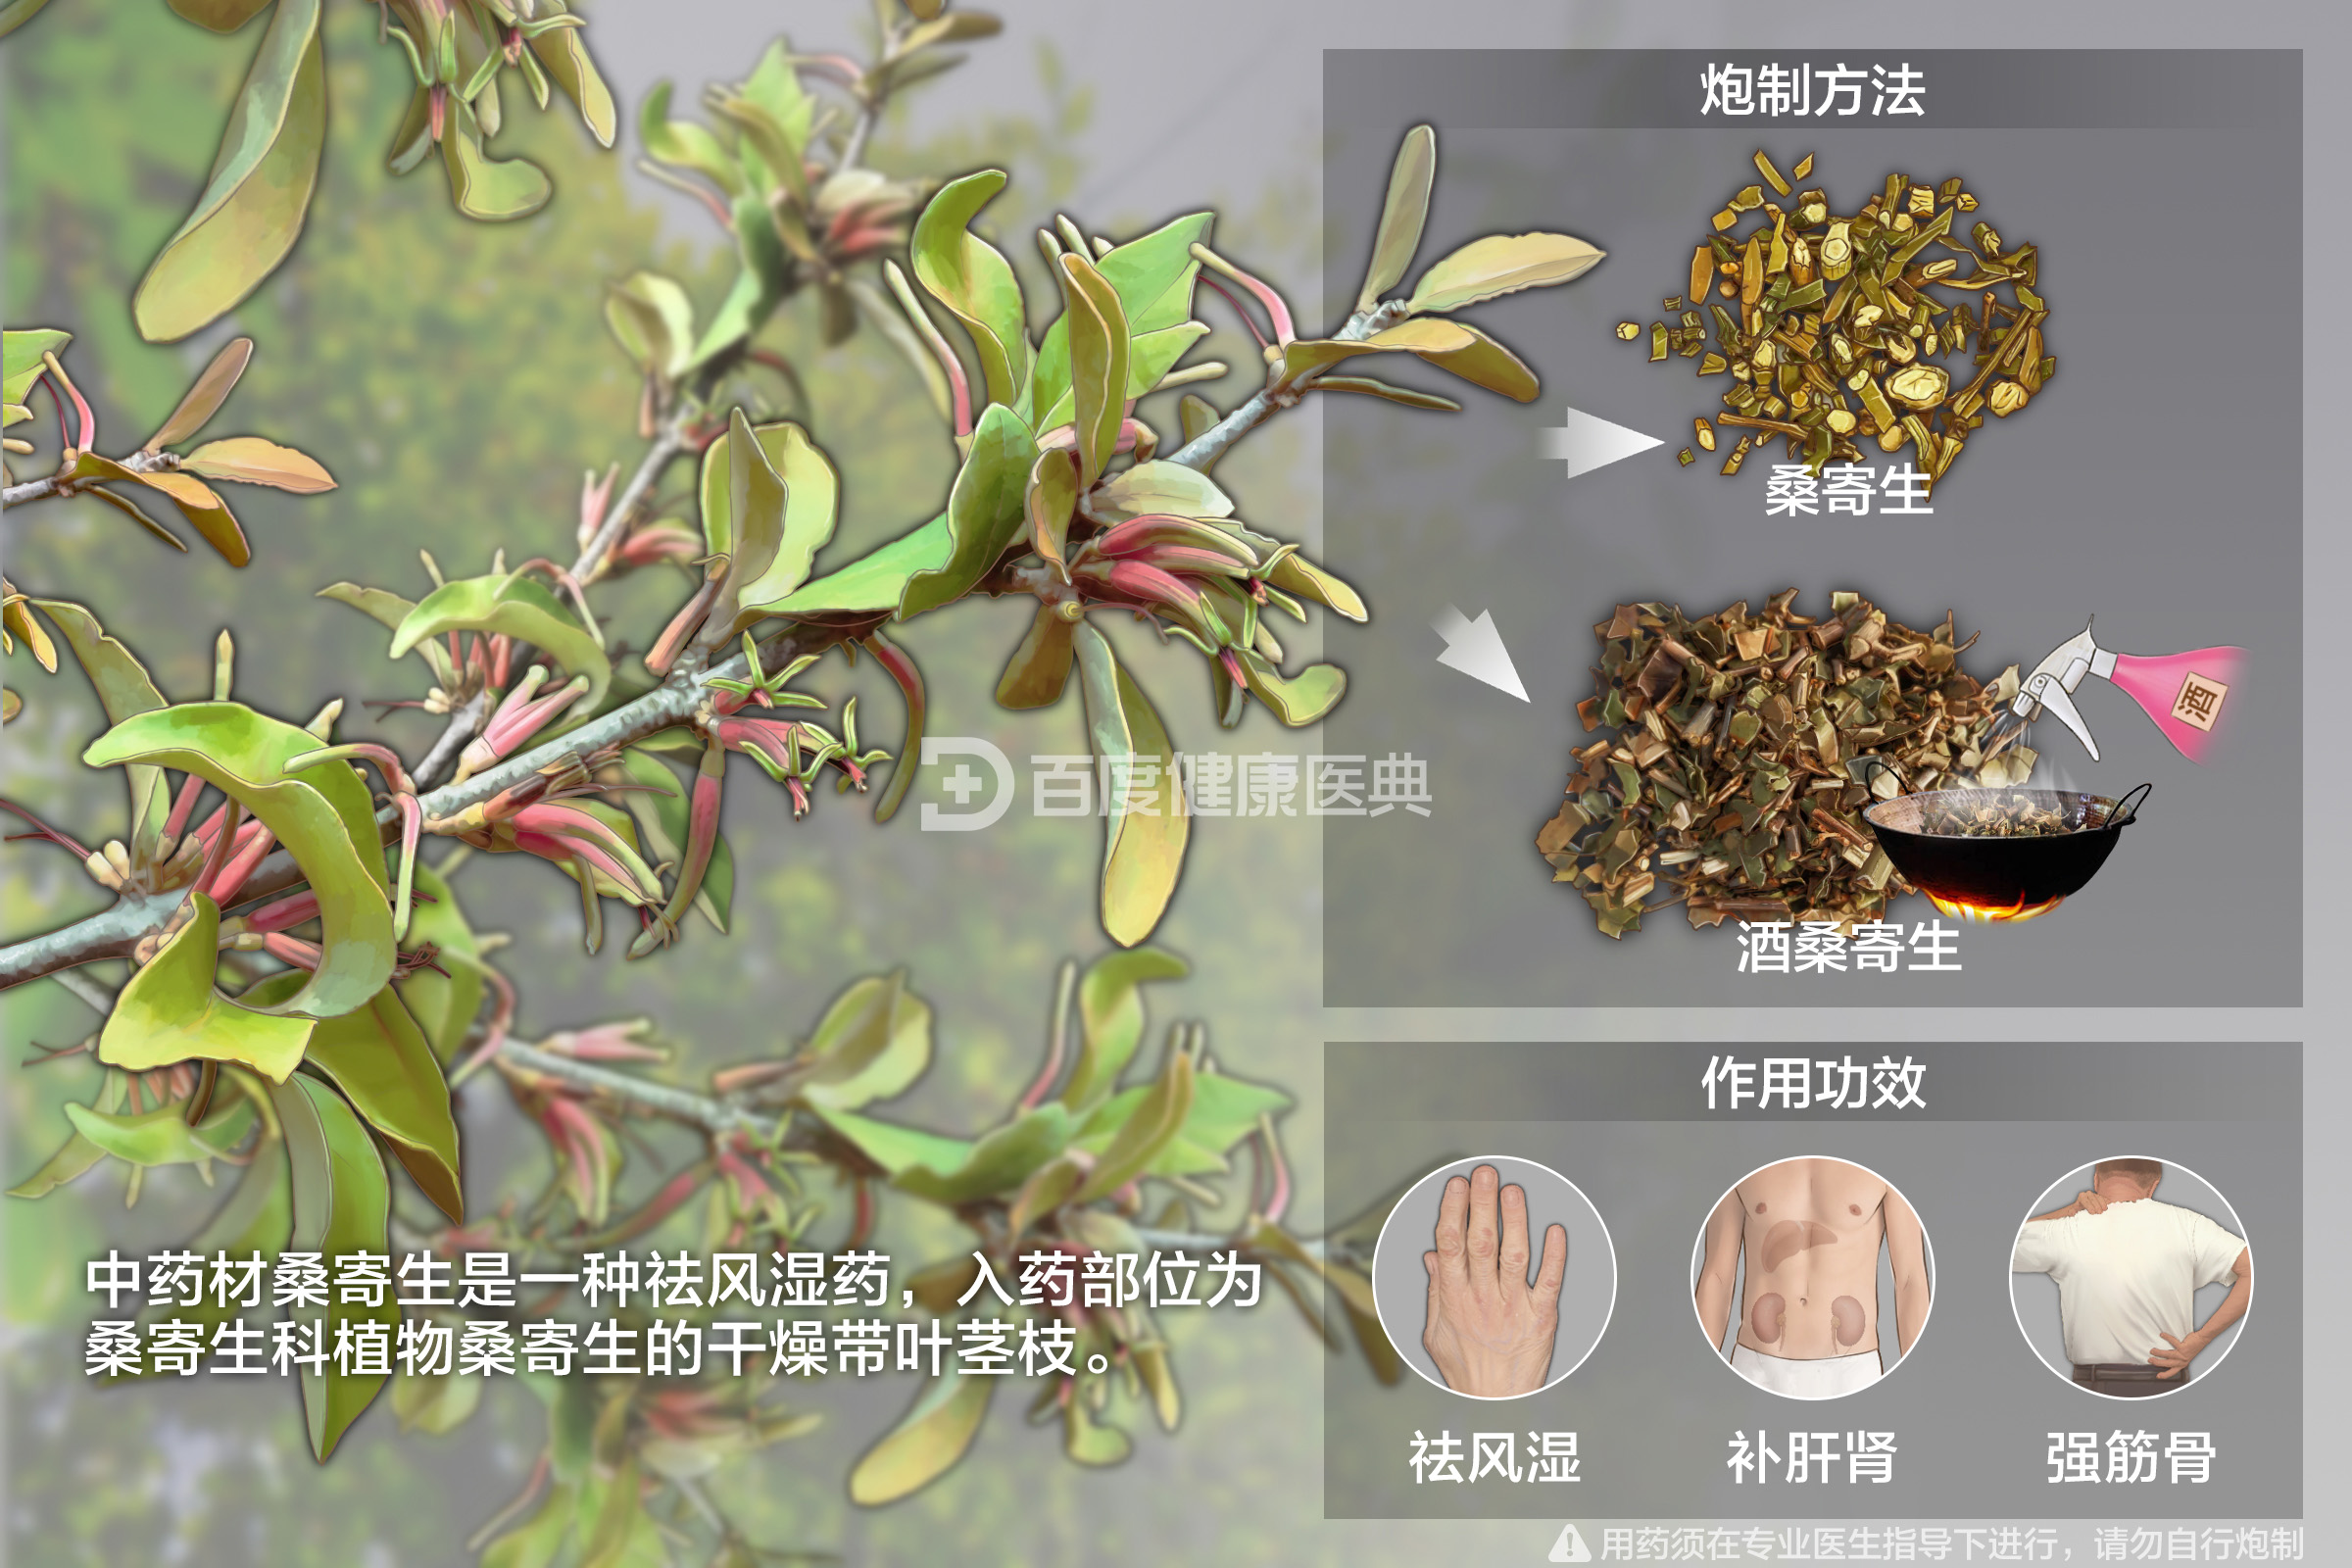 炮制方法
桑寄生
酒
酒桑寄生
百度健康医典
作用功效
祛风湿
补肝肾
强筋骨
中药材桑寄生是一种祛风湿药，入药部位为
桑寄生科植物桑寄生的干燥带叶茎枝。
用药须在专业医生指导下进行，请勿自行炮制